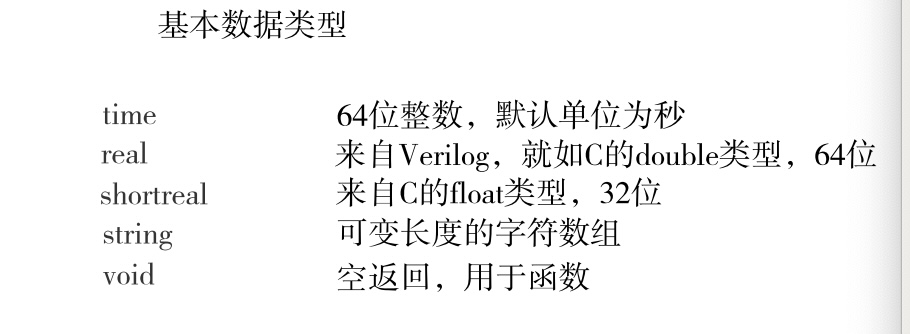 基本数据类型
time 64位整数，默认单位为秒
real 来自Verilog，就如C的double类型，64位
shortreal 来自C的float类型，32位
string 可变长度的字符数组
void 空返回，用于函数